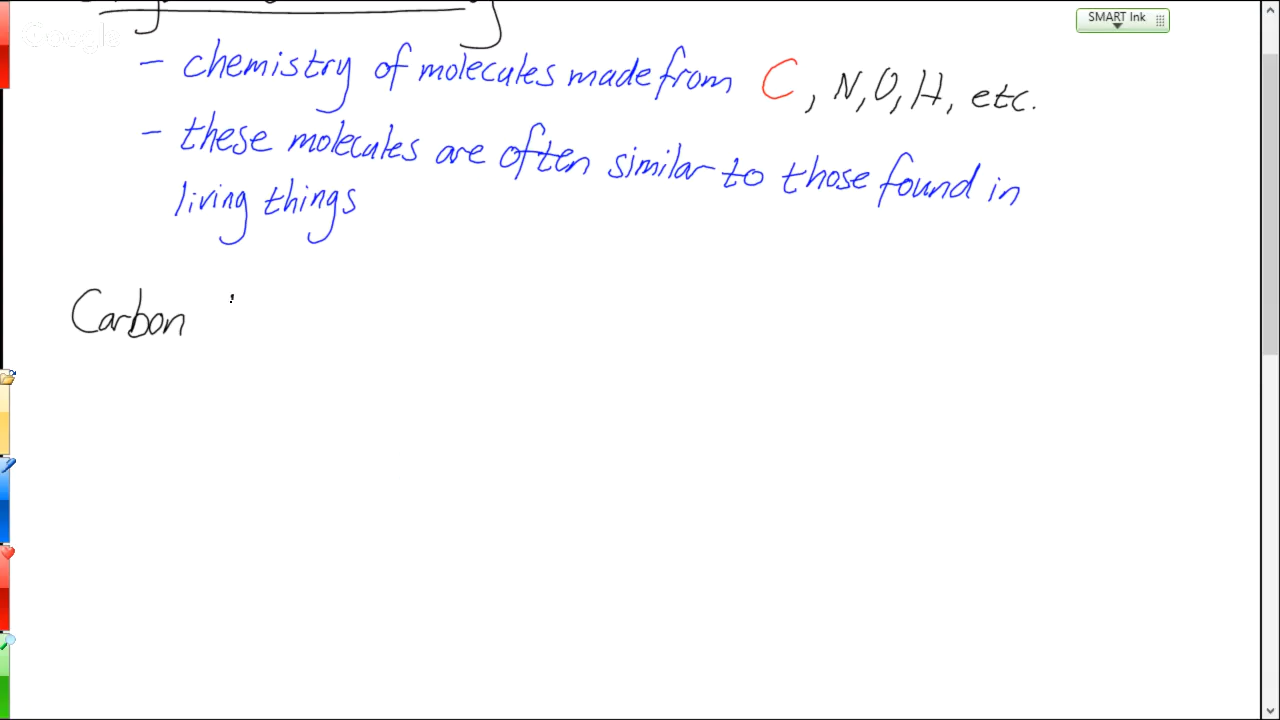 SMART Ink
Google
- chemistry of molecules made from C, N, O, H, etc.
- these molecules are often similar to those found in
living things
Carbon